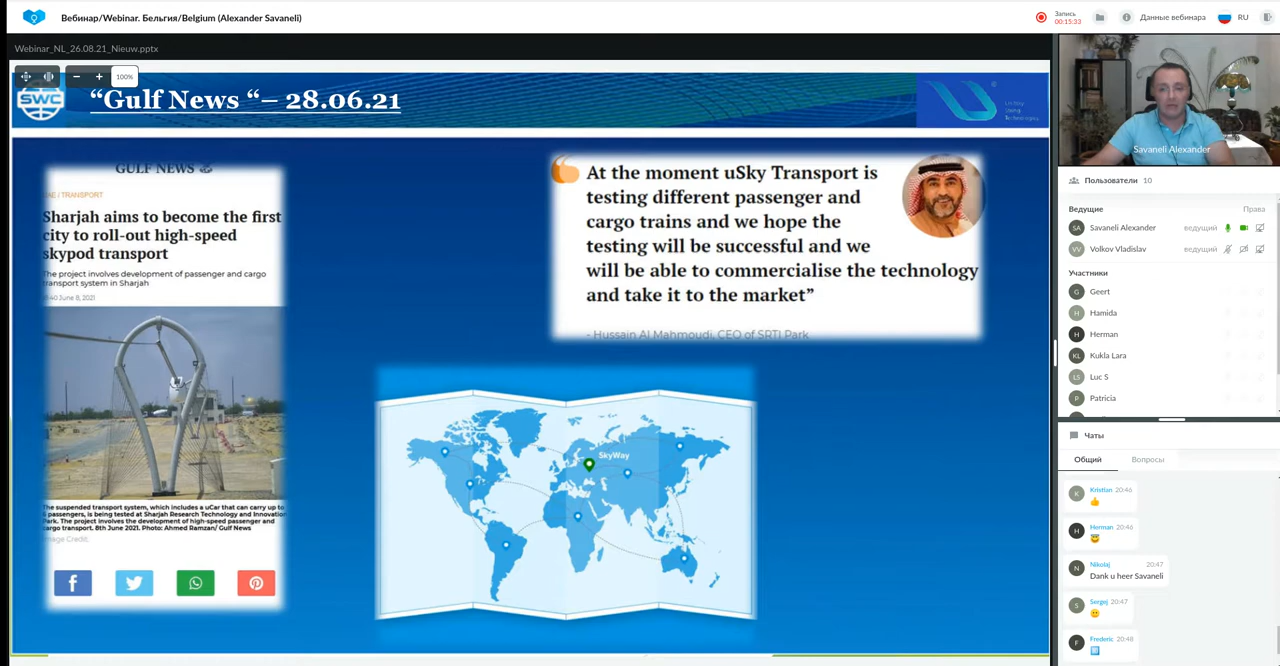 Вебинар/Webinar. Бельгия/Belgium (Alexander Savaneli)
Запись
00:15:33
Данные вебинара
RU
Webinar_NL_26.08.21_Nieuw.pptx
100%
SWC
“Gulf News “– 28.06.21
GULF NEWS
UAE / TRANSPORT
Sharjah aims to become the first
city to roll-out high-speed
skypod transport
The project involves development of passenger and cargo
transport system in Sharjah
June 8, 2021
The suspended transport system, which includes a uCar that can carry up to
passengers, is being tested at Sharjah Research Technology and Innovation
Park. The project involves the development of high-speed passenger and
cargo transport. 8th June 2021. Photo: Ahmed Ramzan/ Gulf News
Image Credit:
At the moment uSky Transport is
testing different passenger and
cargo trains and we hope the
testing will be successful and we
will be able to commercialise the technology
and take it to the market”
- Hussain Al Mahmoudi, CEO of SRTI Park
SkyWay
Savaneli Alexander
Пользователи 10
Ведущие Права
SA Savaneli Alexander ведущий
VV Volkov Vladislav ведущий
Участники
G Geert
H Hamida
H Herman
KL Kukla Lara
LS Luc S
P Patricia
Чаты
Общий Вопросы
K Kristian 20:46
H Herman 20:46
N Nikolaj 20:47
Dank u heer Savaneli
S Sergej 20:47
F Frederic 20:48